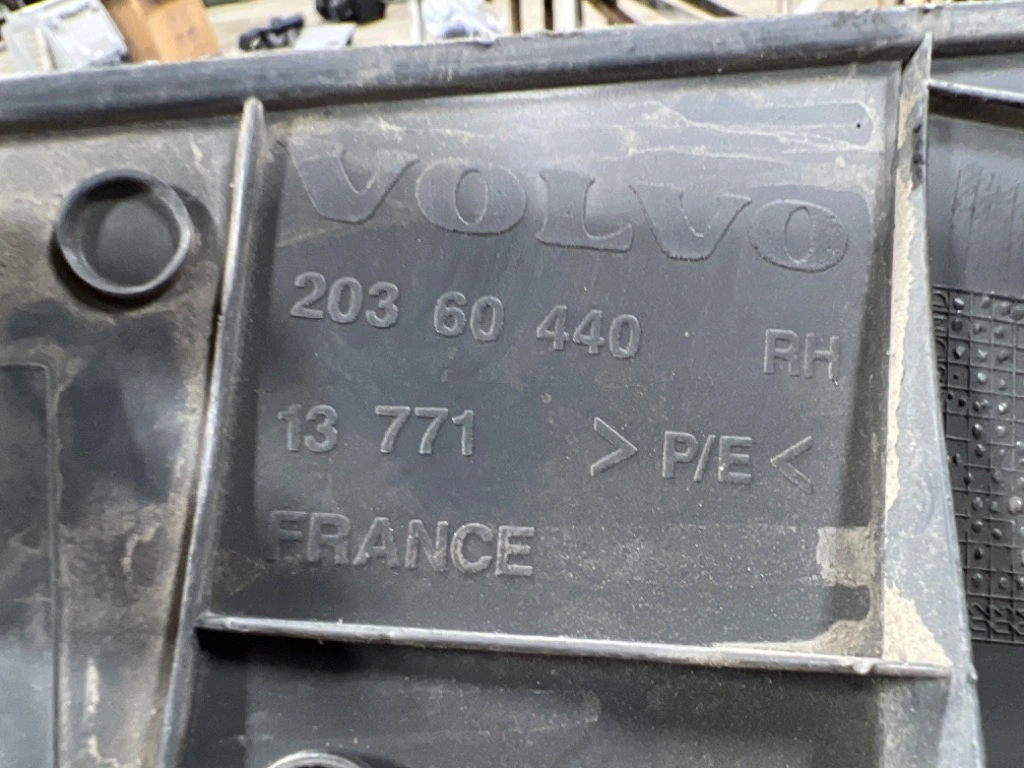 VOLVO
203 60 440 RH
13 771 > P/E <
FRANCE